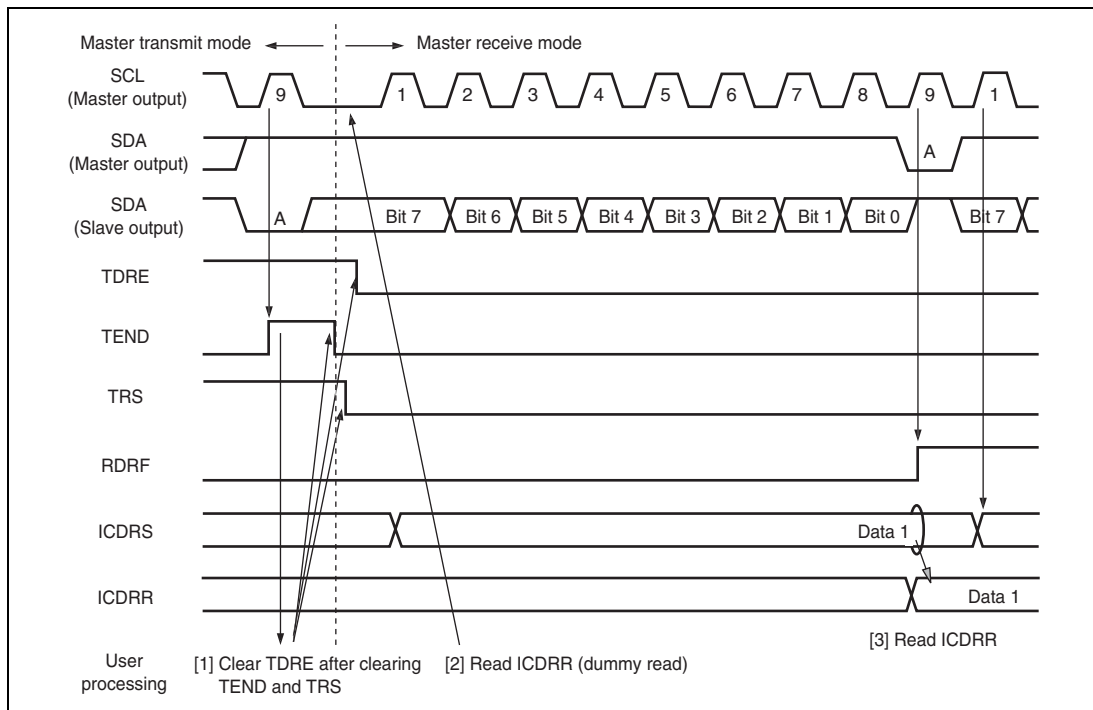 Master transmit mode
Master receive mode
SCL
(Master output)
9
1
2
3
4
5
6
7
8
9
1
SDA
(Master output)
A
SDA
(Slave output)
A
Bit 7
Bit 6
Bit 5
Bit 4
Bit 3
Bit 2
Bit 1
Bit 0
Bit 7
TDRE
TEND
TRS
RDRF
ICDRS
Data 1
ICDRR
Data 1
User
processing
[1] Clear TDRE after clearing
TEND and TRS
[2] Read ICDRR (dummy read)
[3] Read ICDRR